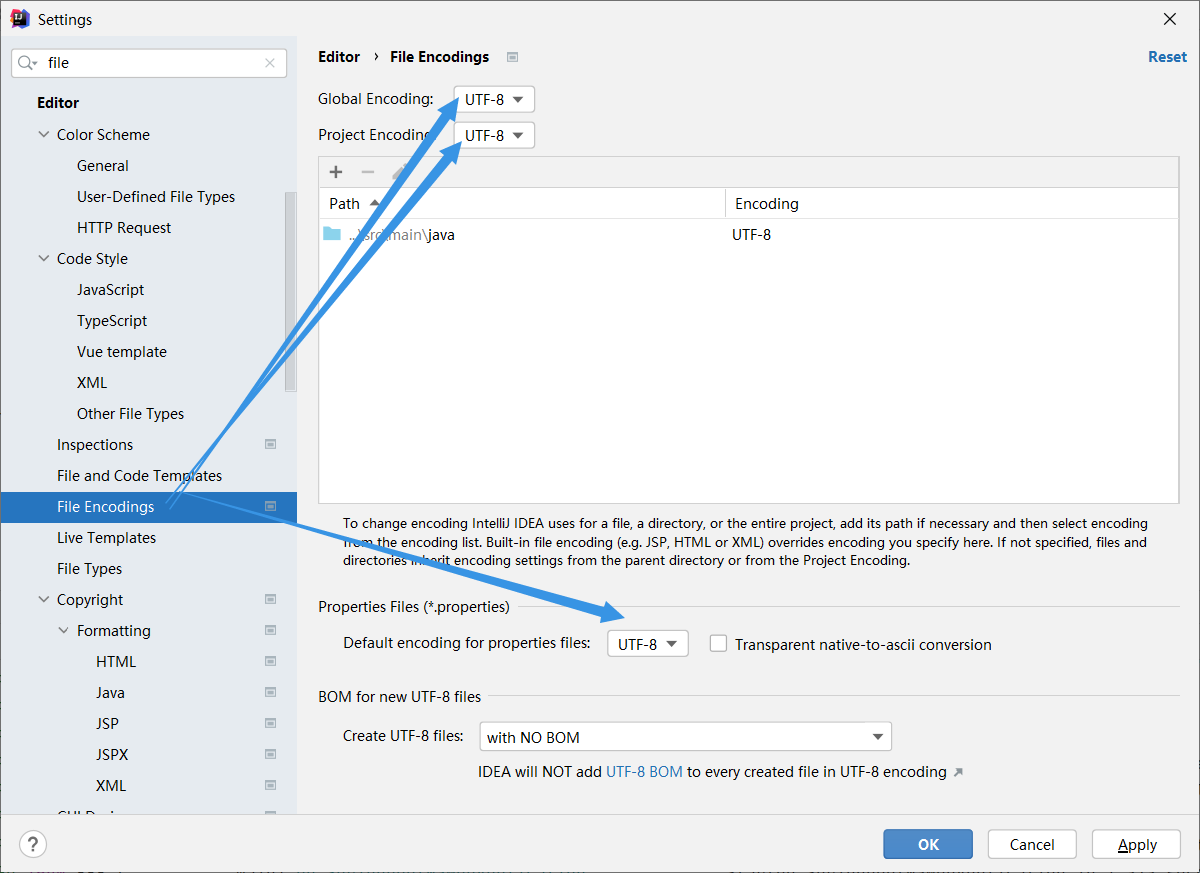 Settings
file
Editor
Color Scheme
General
User-Defined File Types
HTTP Request
Code Style
JavaScript
TypeScript
Vue template
XML
Other File Types
Inspections
File and Code Templates
File Encodings
Live Templates
File Types
Copyright
Formatting
HTML
Java
JSP
JSPX
XML
Editor › File Encodings
Reset
Global Encoding: UTF-8
Project Encoding UTF-8
Path Encoding
..\src\main\java UTF-8
To change encoding IntelliJ IDEA uses for a file, a directory, or the entire project, add its path if necessary and then select encoding
from the encoding list. Built-in file encoding (e.g. JSP, HTML or XML) overrides encoding you specify here. If not specified, files and
directories inherit encoding settings from the parent directory or from the Project Encoding.
Properties Files (*.properties)
Default encoding for properties files: UTF-8 Transparent native-to-ascii conversion
BOM for new UTF-8 files
Create UTF-8 files: with NO BOM
IDEA will NOT add UTF-8 BOM to every created file in UTF-8 encoding
?
OK Cancel Apply